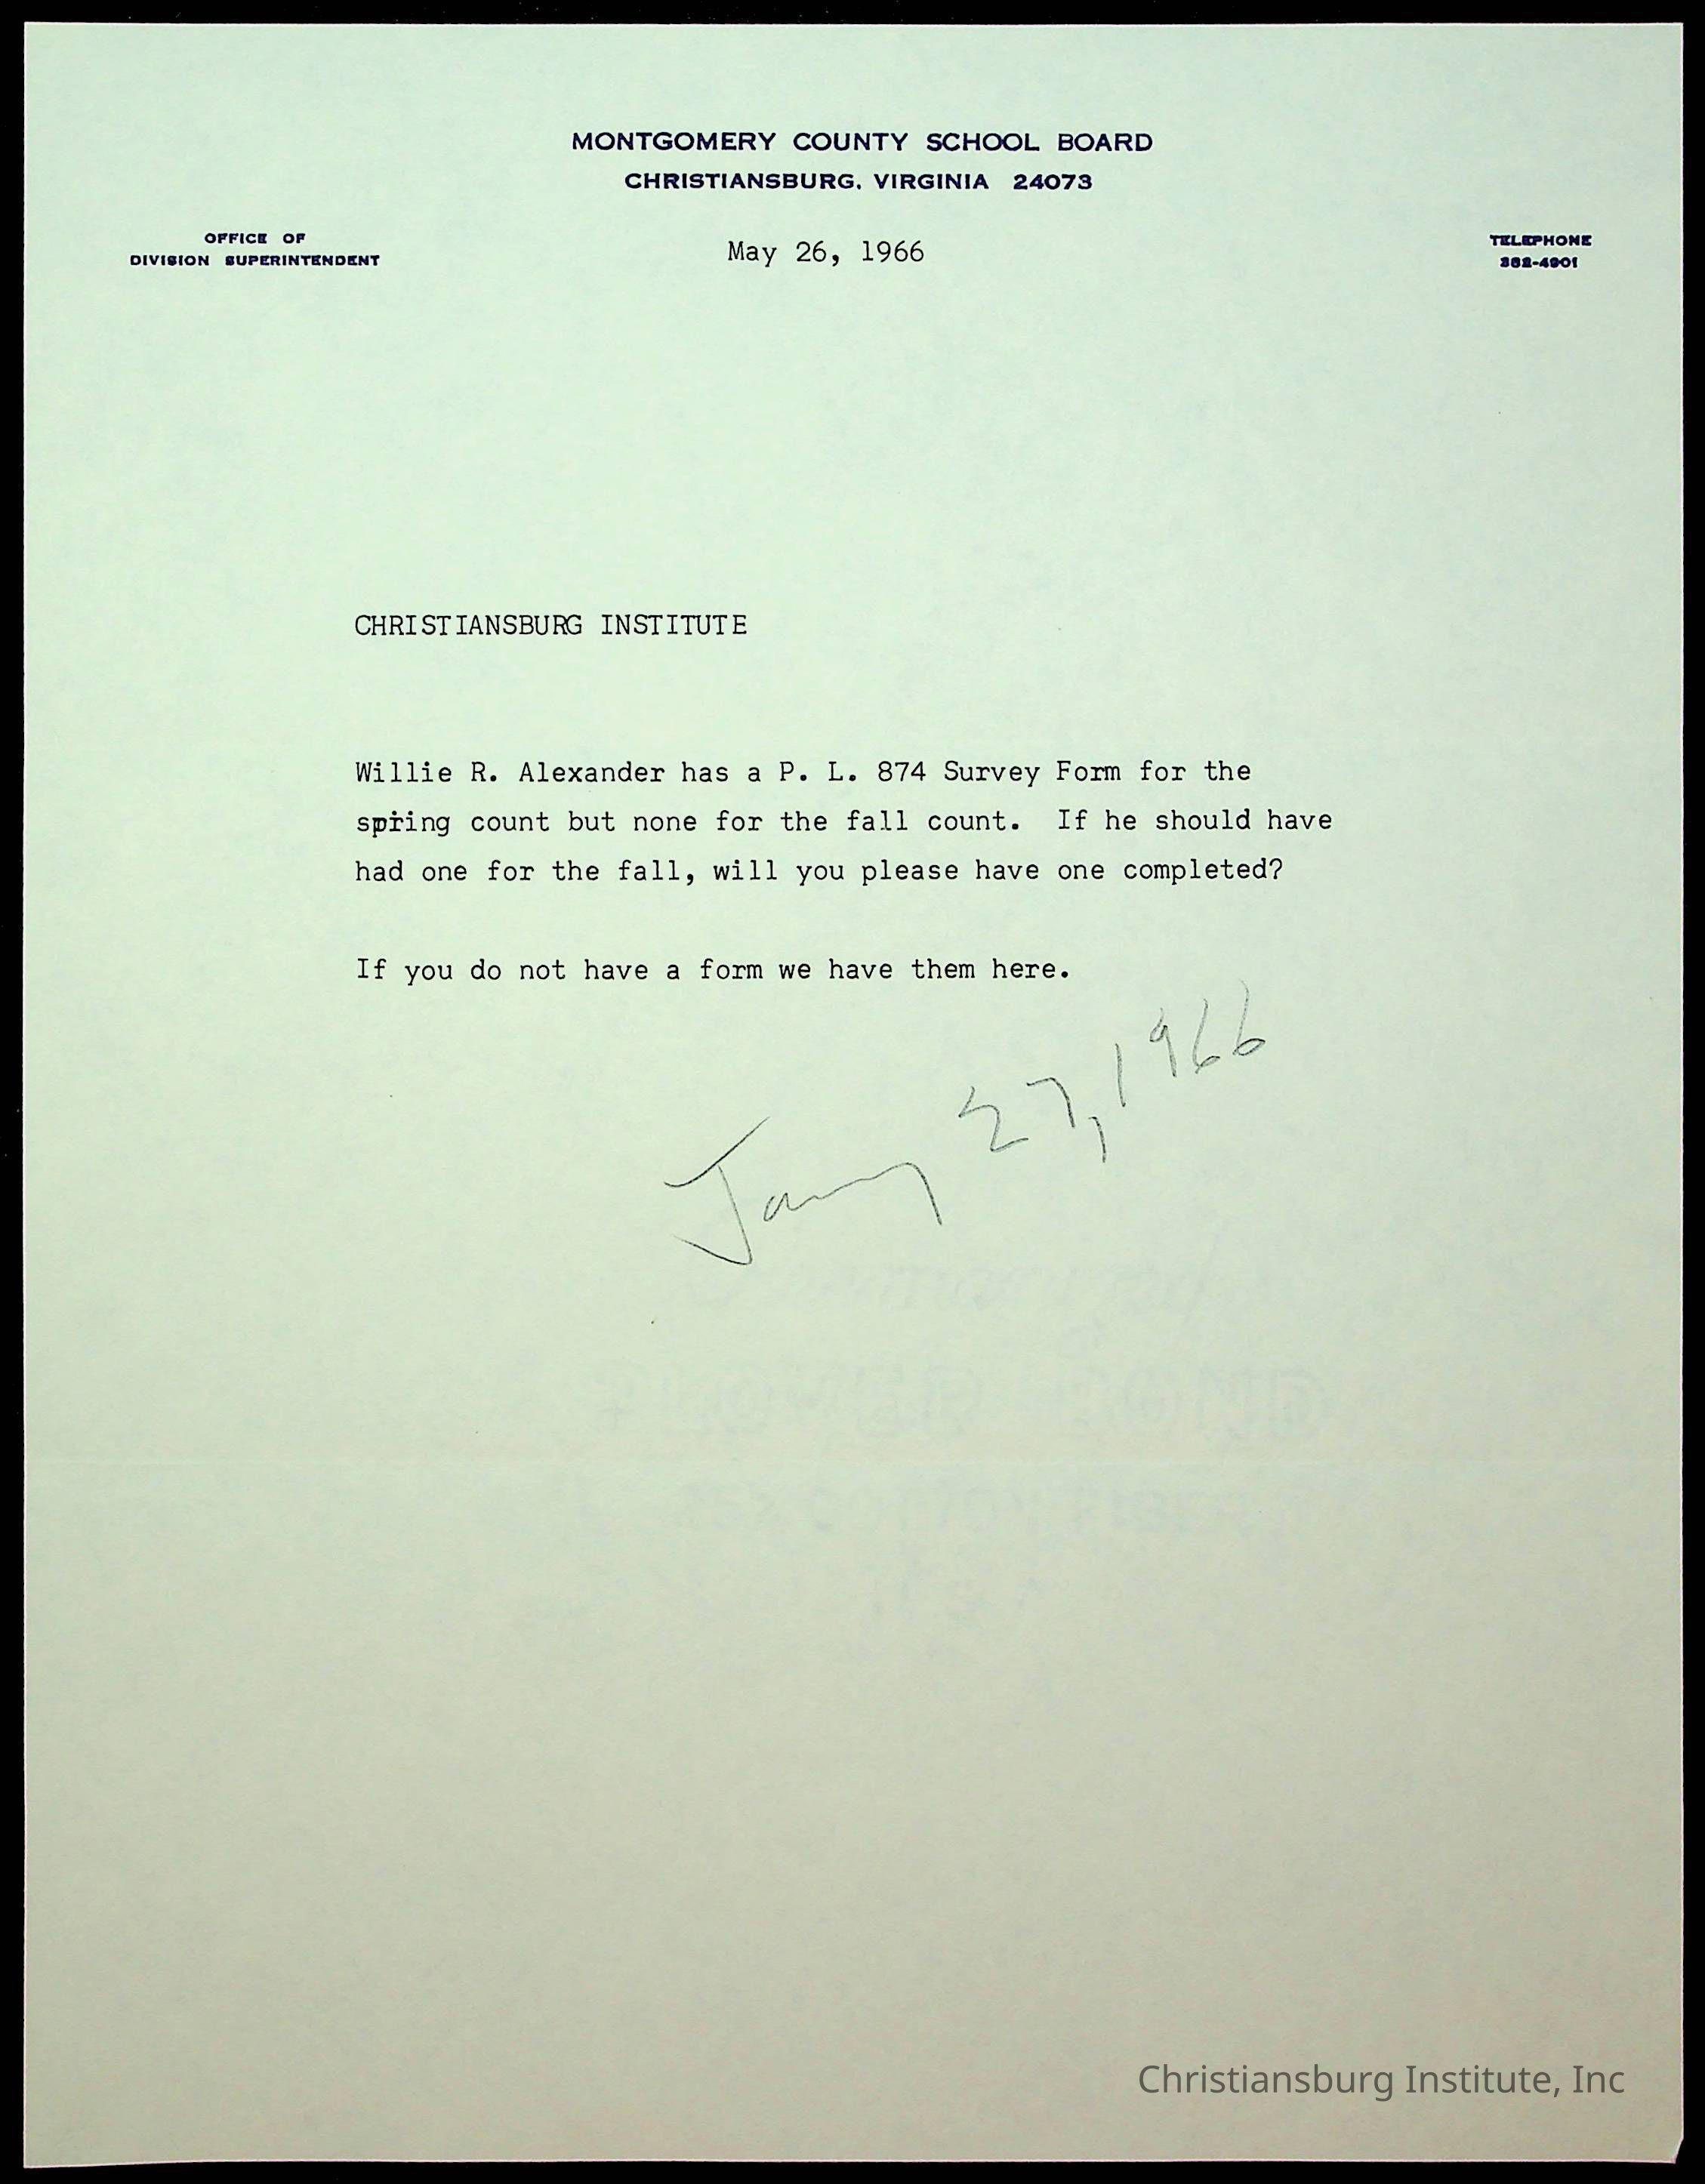 MONTGOMERY COUNTY SCHOOL BOARD
CHRISTIANSBURG, VIRGINIA 24073
OFFICE OF
DIVISION SUPERINTENDENT
May 26, 1966
TELEPHONE
382-4901
CHRISTIANSBURG INSTITUTE
Willie R. Alexander has a P. L. 874 Survey Form for the
spring count but none for the fall count. If he should have
had one for the fall, will you please have one completed?
If you do not have a form we have them here.
27, 1966
Christiansburg Institute, Inc